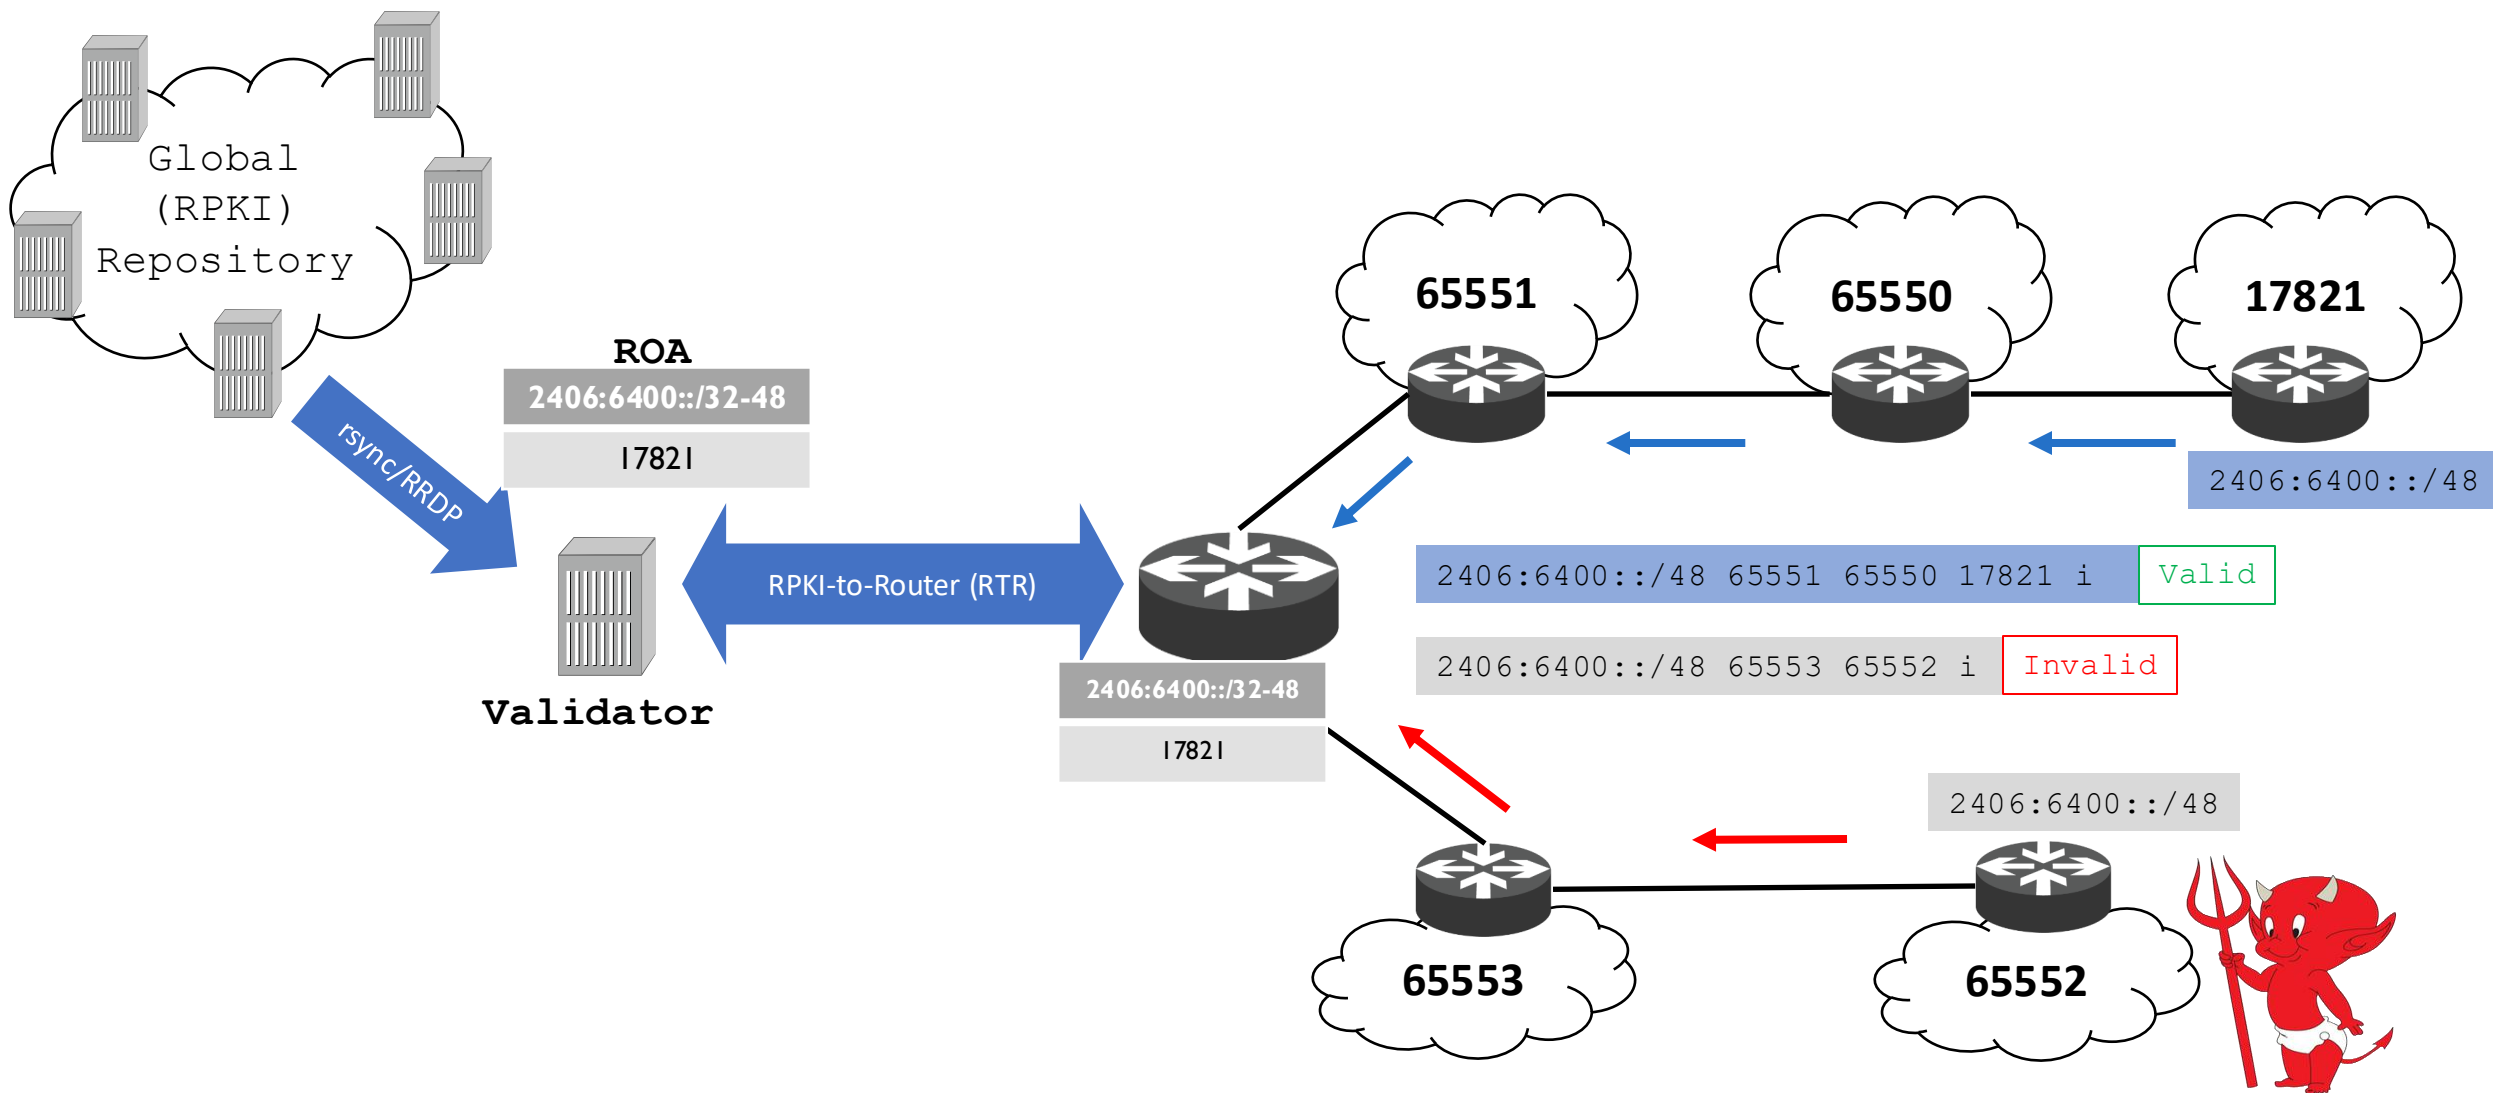 Global
(RPKI)
Repository
rsync/RRDP
ROA
2406:6400::/32-48
17821
Validator
RPKI-to-Router (RTR)
2406:6400::/32-48
17821
65551
65550
17821
2406:6400::/48
2406:6400::/48 65551 65550 17821 i Valid
2406:6400::/48 65553 65552 i Invalid
2406:6400::/48
65553
65552